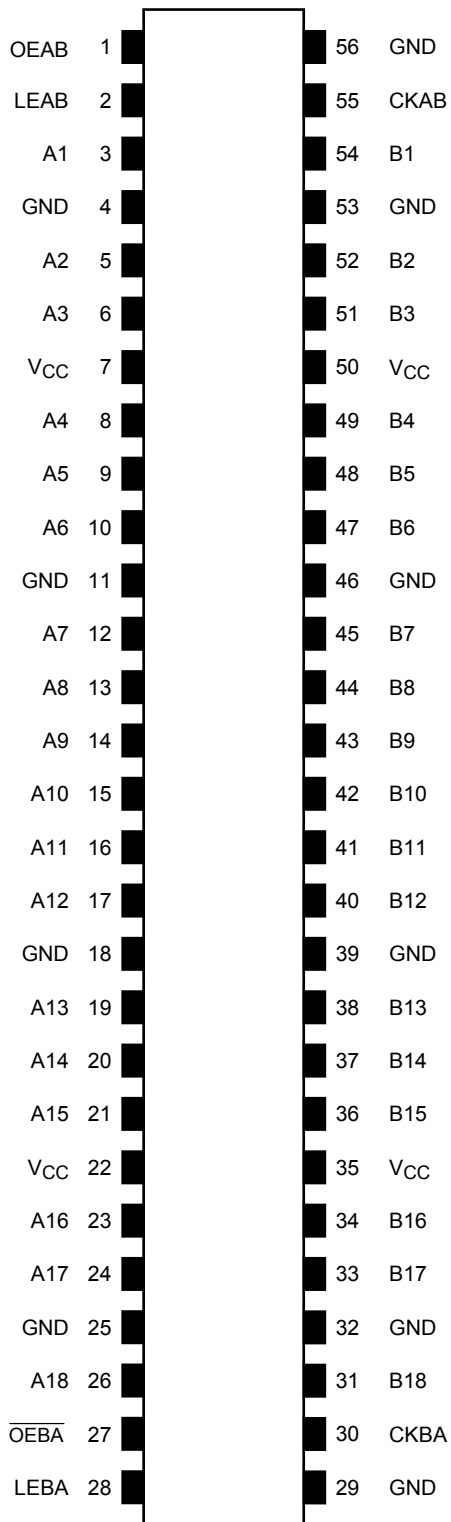 OEAB 1 56 GND
LEAB 2 55 CKAB
A1 3 54 B1
GND 4 53 GND
A2 5 52 B2
A3 6 51 B3
VCC 7 50 VCC
A4 8 49 B4
A5 9 48 B5
A6 10 47 B6
GND 11 46 GND
A7 12 45 B7
A8 13 44 B8
A9 14 43 B9
A10 15 42 B10
A11 16 41 B11
A12 17 40 B12
GND 18 39 GND
A13 19 38 B13
A14 20 37 B14
A15 21 36 B15
VCC 22 35 VCC
A16 23 34 B16
A17 24 33 B17
GND 25 32 GND
A18 26 31 B18
O̅E̅B̅A̅ 27 30 CKBA
LEBA 28 29 GND